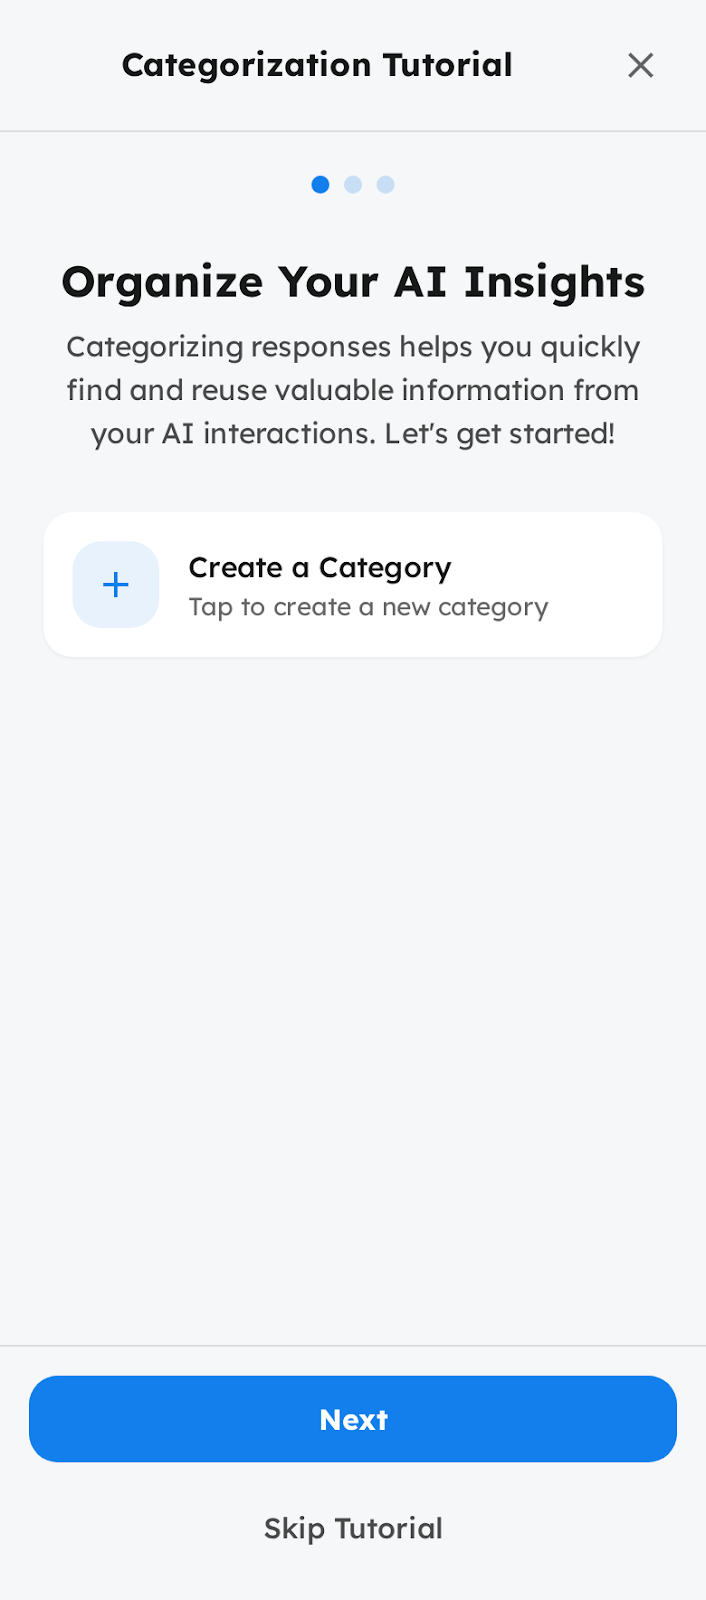 Categorization Tutorial
Organize Your AI Insights
Categorizing responses helps you quickly
find and reuse valuable information from
your AI interactions. Let's get started!
Create a Category
Tap to create a new category
Next
Skip Tutorial